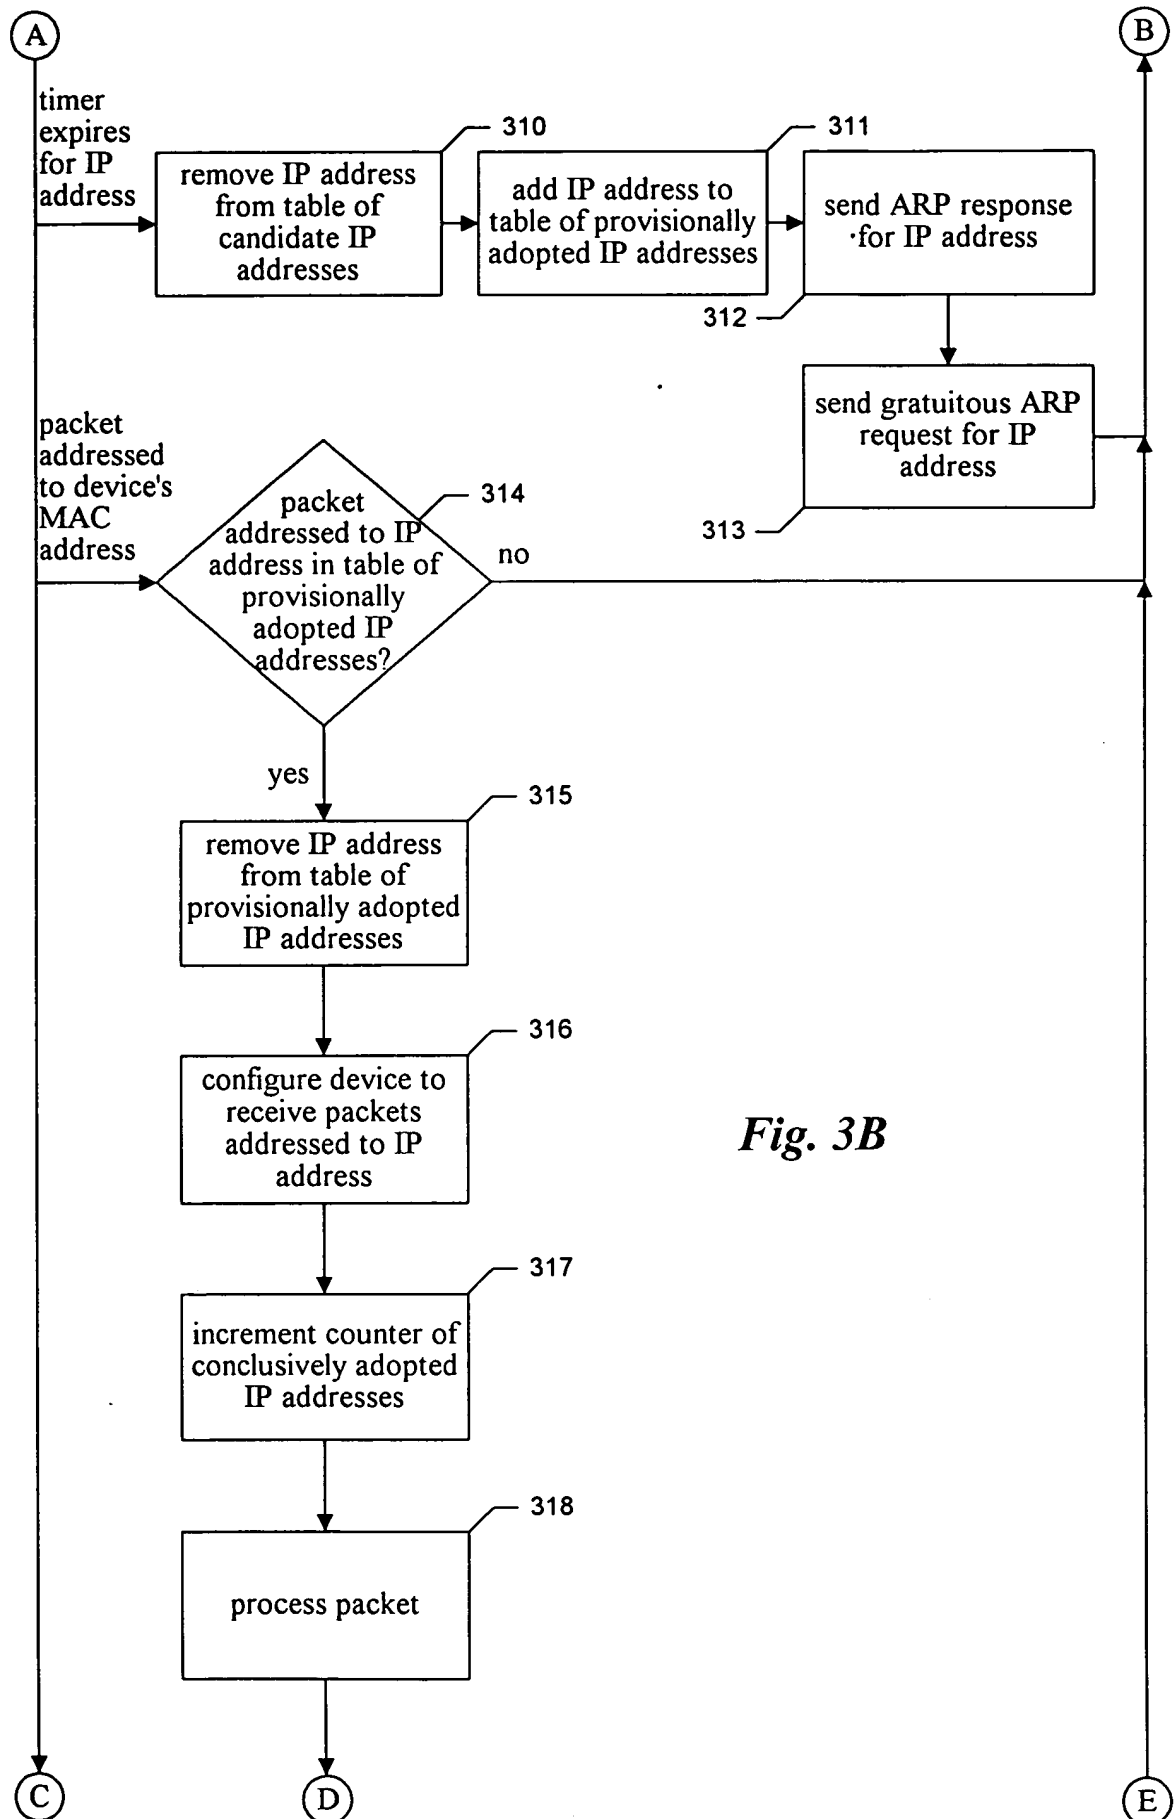 A
B
timer
expires
for IP
address
310
remove IP address
from table of
candidate IP
addresses
311
add IP address to
table of provisionally
adopted IP addresses
send ARP response
for IP address
312
send gratuitous ARP
request for IP
address
313
packet
addressed
to device's
MAC
address
314
packet
addressed to IP
address in table of
provisionally
adopted IP
addresses?
no
yes
315
remove IP address
from table of
provisionally adopted
IP addresses
316
configure device to
receive packets
addressed to IP
address
Fig. 3B
317
increment counter of
conclusively adopted
IP addresses
318
process packet
C
D
E